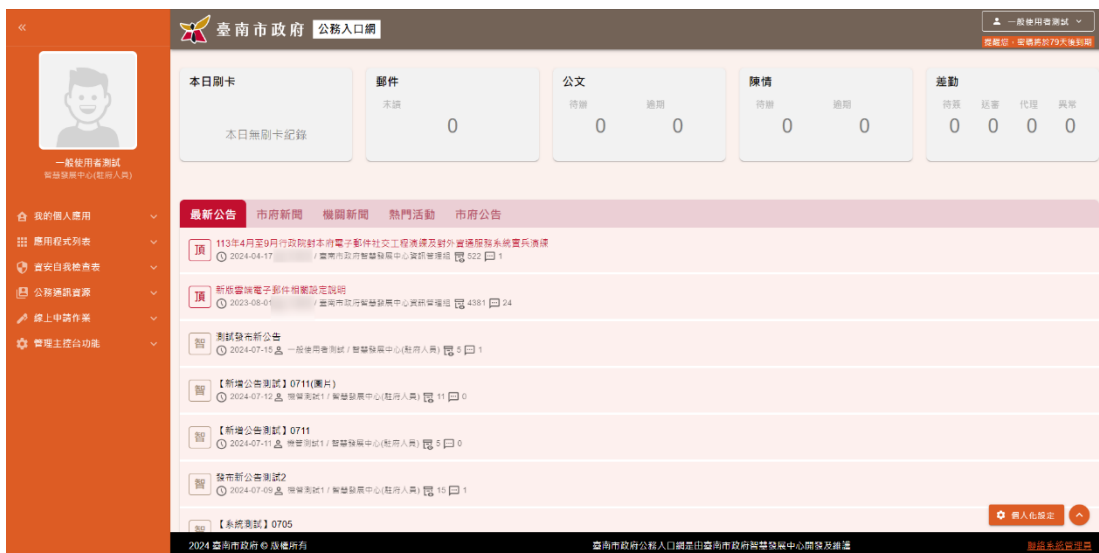 «
臺南市政府 公務入口網
一般使用者測試
提醒您，密碼將於79天後到期
一般使用者測試
智慧發展中心(駐府人員)
我的個人應用
應用程式列表
資安自我檢查表
公務通訊資源
線上申請作業
管理主控台功能
本日刷卡
本日無刷卡紀錄
郵件
未讀
0
公文
待辦 逾期
0 0
陳情
待辦 逾期
0 0
差勤
待簽 代理 異常
0 0 0 0
最新公告 市府新聞 機關新聞 熱門活動 市府公告
頂 113年4月至9月行政院對本府電子郵件社交工程演練及對外資通服務系統實兵演練
2024-04-17 / 臺南市政府智慧發展中心資訊管理組 522 1
頂 新版雲端電子郵件相關設定說明
2023-08-01 / 臺南市政府智慧發展中心資訊管理組 4381 24
智 測試發布新公告
2024-07-15 一般使用者測試 / 智慧發展中心(駐府人員) 5 1
智 【新增公告測試】0711(圖片)
2024-07-12 機管測試1 / 智慧發展中心(駐府人員) 11 0
智 【新增公告測試】0711
2024-07-11 機管測試1 / 智慧發展中心(駐府人員) 5 0
智 發布新公告測試2
2024-07-09 機管測試1 / 智慧發展中心(駐府人員) 15 1
【系統測試】0705
個人化設定
2024 臺南市政府 © 版權所有
臺南市政府公務入口網是由臺南市政府智慧發展中心開發及維護
聯絡系統管理員